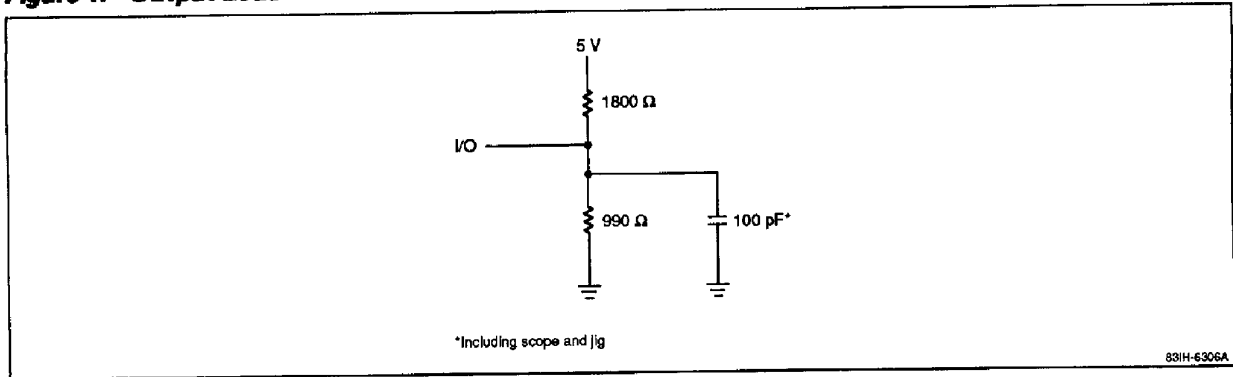 5 V
1800 Ω
I/O
990 Ω
100 pF*
*Including scope and jig
83IH-6306A